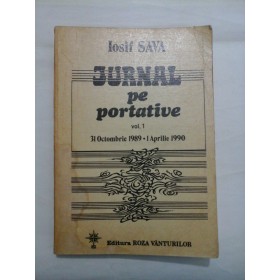 Iosif SAVA
JURNAL
pe
portative
vol. 1
31 Octombrie 1989 • 1 Aprilie 1990
Editura ROZA VÂNTURILOR